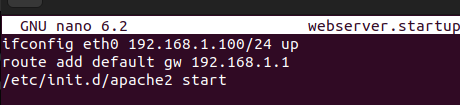 GNU nano 6.2 webserver.startup
ifconfig eth0 192.168.1.100/24 up
route add default gw 192.168.1.1
/etc/init.d/apache2 start